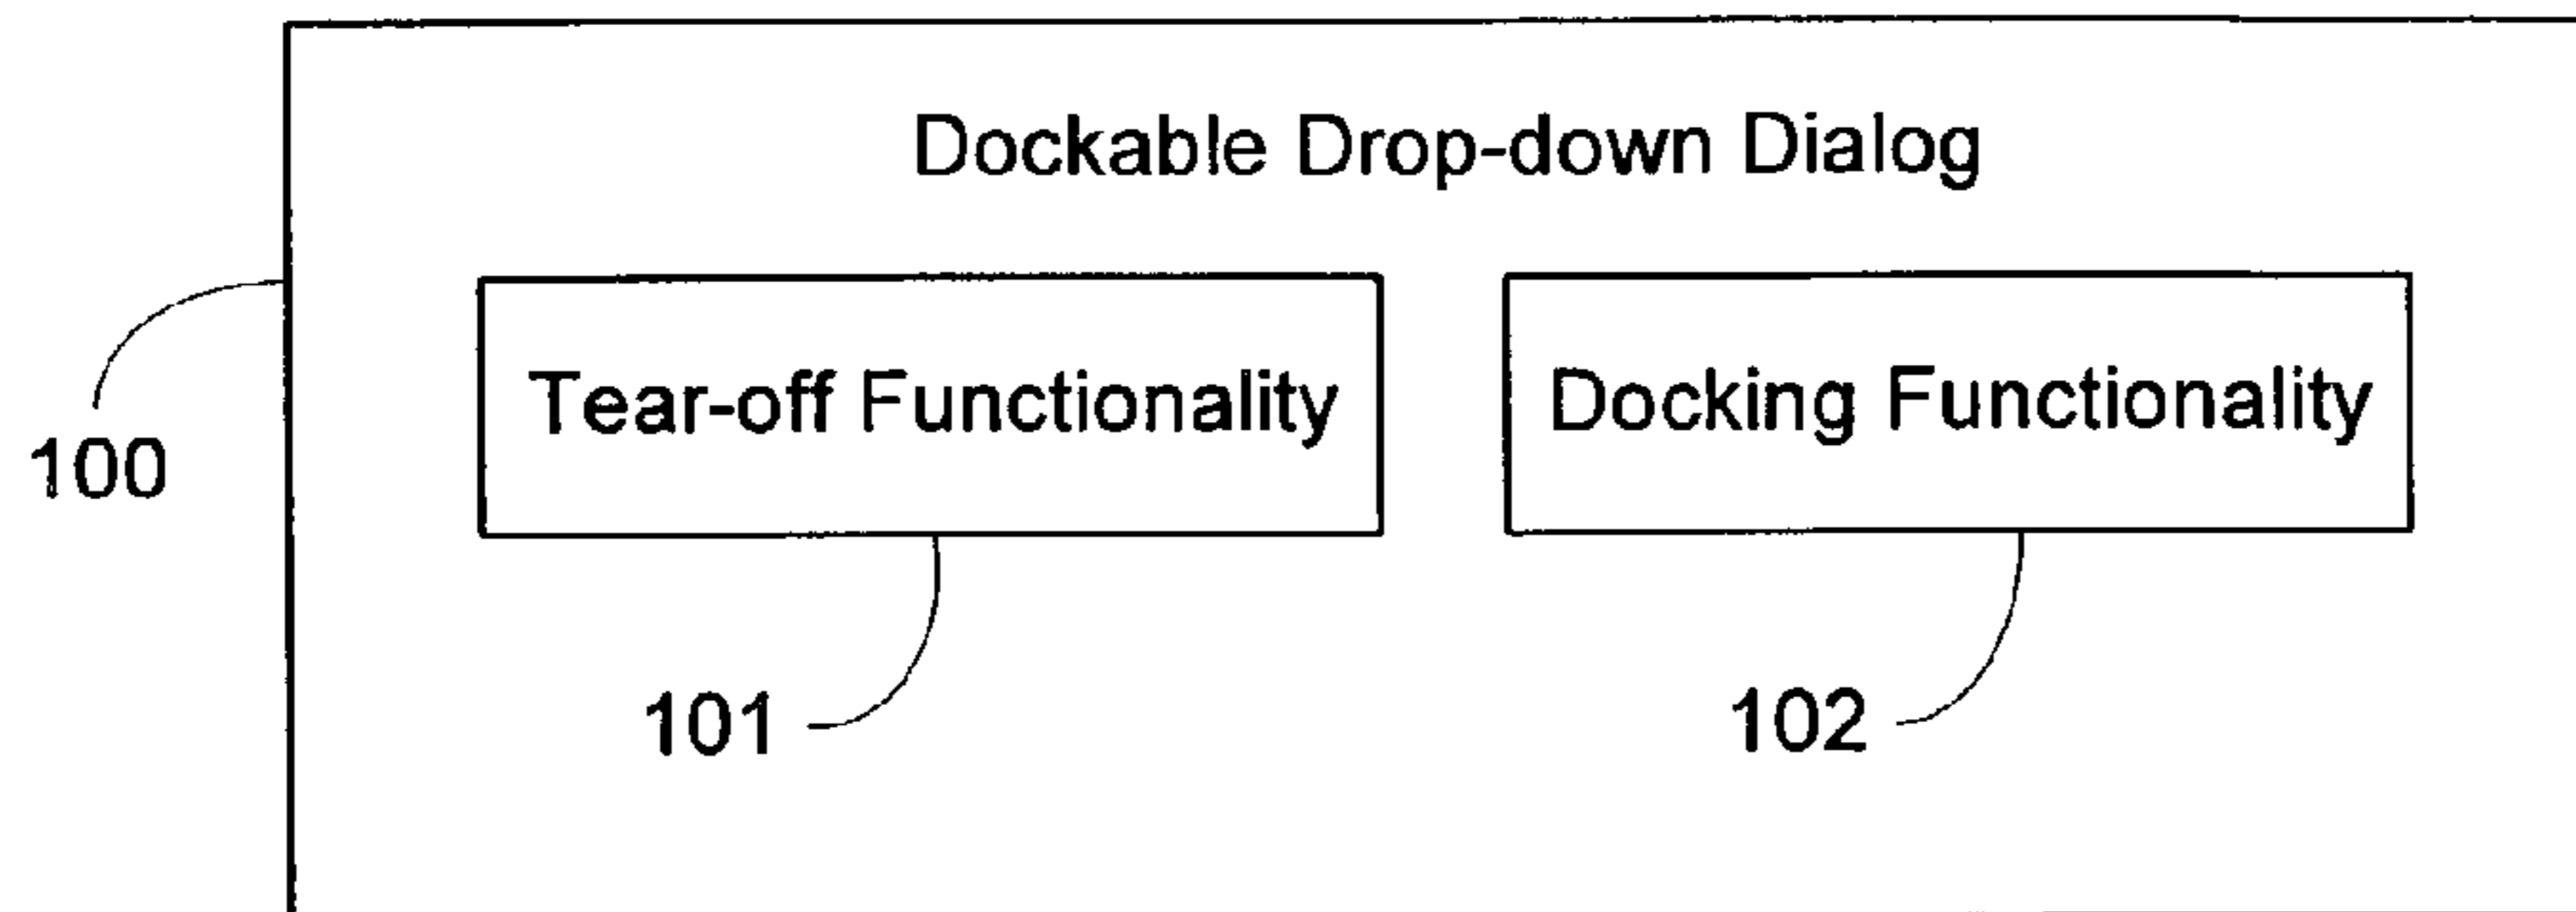 Dockable Drop-down Dialog
Tear-off Functionality
Docking Functionality
100
101
102